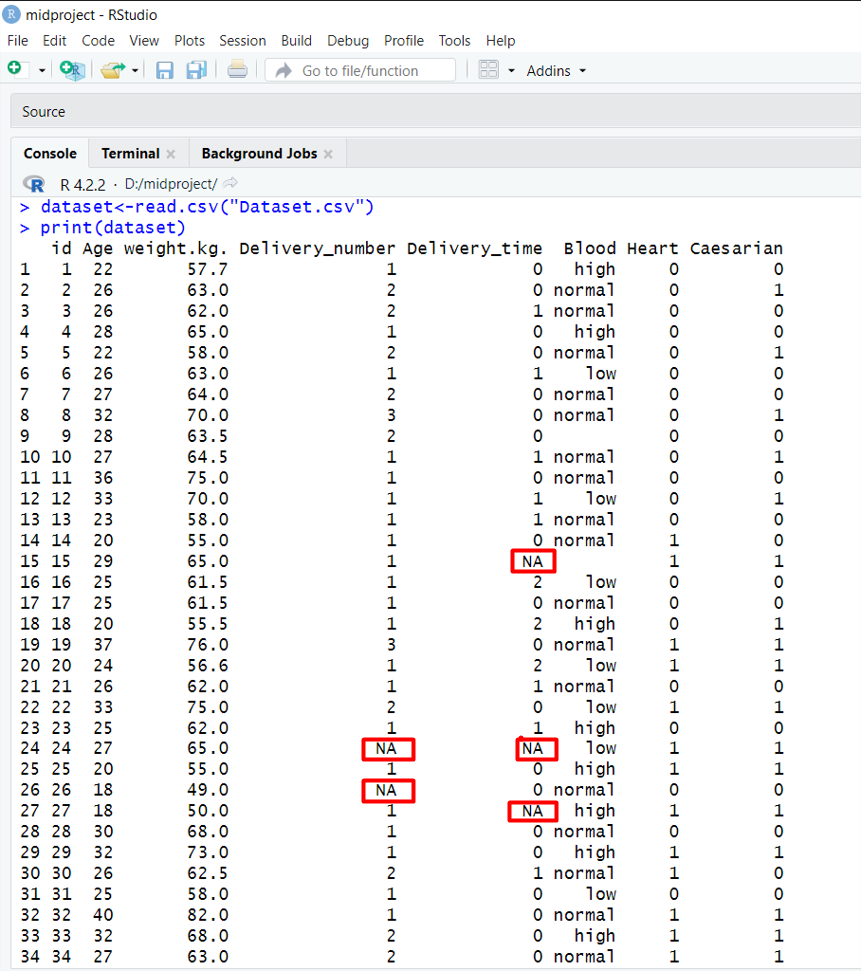 midproject - RStudio
File Edit Code View Plots Session Build Debug Profile Tools Help
Go to file/function Addins
Source
Console Terminal Background Jobs
R 4.2.2 · D:/midproject/
> dataset<-read.csv("Dataset.csv")
> print(dataset)
id Age weight.kg. Delivery_number Delivery_time Blood Heart Caesarian
1 1 22 57.7 1 0 high 0 0
2 2 26 63.0 2 0 normal 0 1
3 3 26 62.0 2 1 normal 0 0
4 4 28 65.0 1 0 high 0 0
5 5 22 58.0 2 0 normal 0 1
6 6 26 63.0 1 1 low 0 0
7 7 27 64.0 2 0 normal 0 0
8 8 32 70.0 3 0 normal 0 1
9 9 28 63.5 2 0 0 0
10 10 27 64.5 1 1 normal 0 1
11 11 36 75.0 1 0 normal 0 0
12 12 33 70.0 1 1 low 0 1
13 13 23 58.0 1 1 normal 0 0
14 14 20 55.0 1 0 normal 1 0
15 15 29 65.0 1 NA 1 1
16 16 25 61.5 1 2 low 0 0
17 17 25 61.5 1 0 normal 0 0
18 18 20 55.5 1 2 high 0 1
19 19 37 76.0 3 0 normal 1 1
20 20 24 56.6 1 2 low 1 1
21 21 26 62.0 1 1 normal 0 0
22 22 33 75.0 2 0 low 1 1
23 23 25 62.0 1 1 high 0 0
24 24 27 65.0 NA NA low 1 1
25 25 20 55.0 1 0 high 1 1
26 26 18 49.0 NA 0 normal 0 0
27 27 18 50.0 1 NA high 1 1
28 28 30 68.0 1 0 normal 0 0
29 29 32 73.0 1 0 high 1 1
30 30 26 62.5 2 1 normal 1 0
31 31 25 58.0 1 0 low 0 0
32 32 40 82.0 1 0 normal 1 1
33 33 32 68.0 2 0 high 1 1
34 34 27 63.0 2 0 normal 1 1